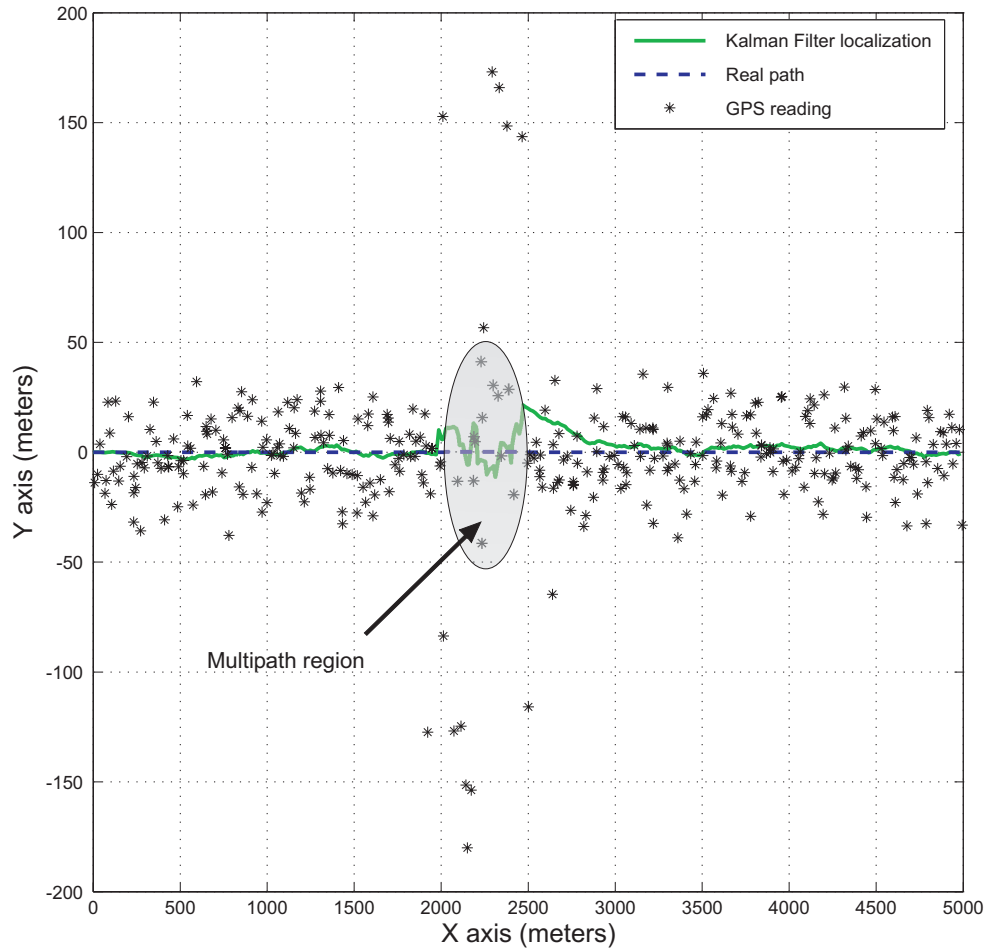 200
150
100
50
0
-50
-100
-150
-200
Y axis (meters)
Kalman Filter localization
Real path
GPS reading
Multipath region
0 500 1000 1500 2000 2500 3000 3500 4000 4500 5000
X axis (meters)